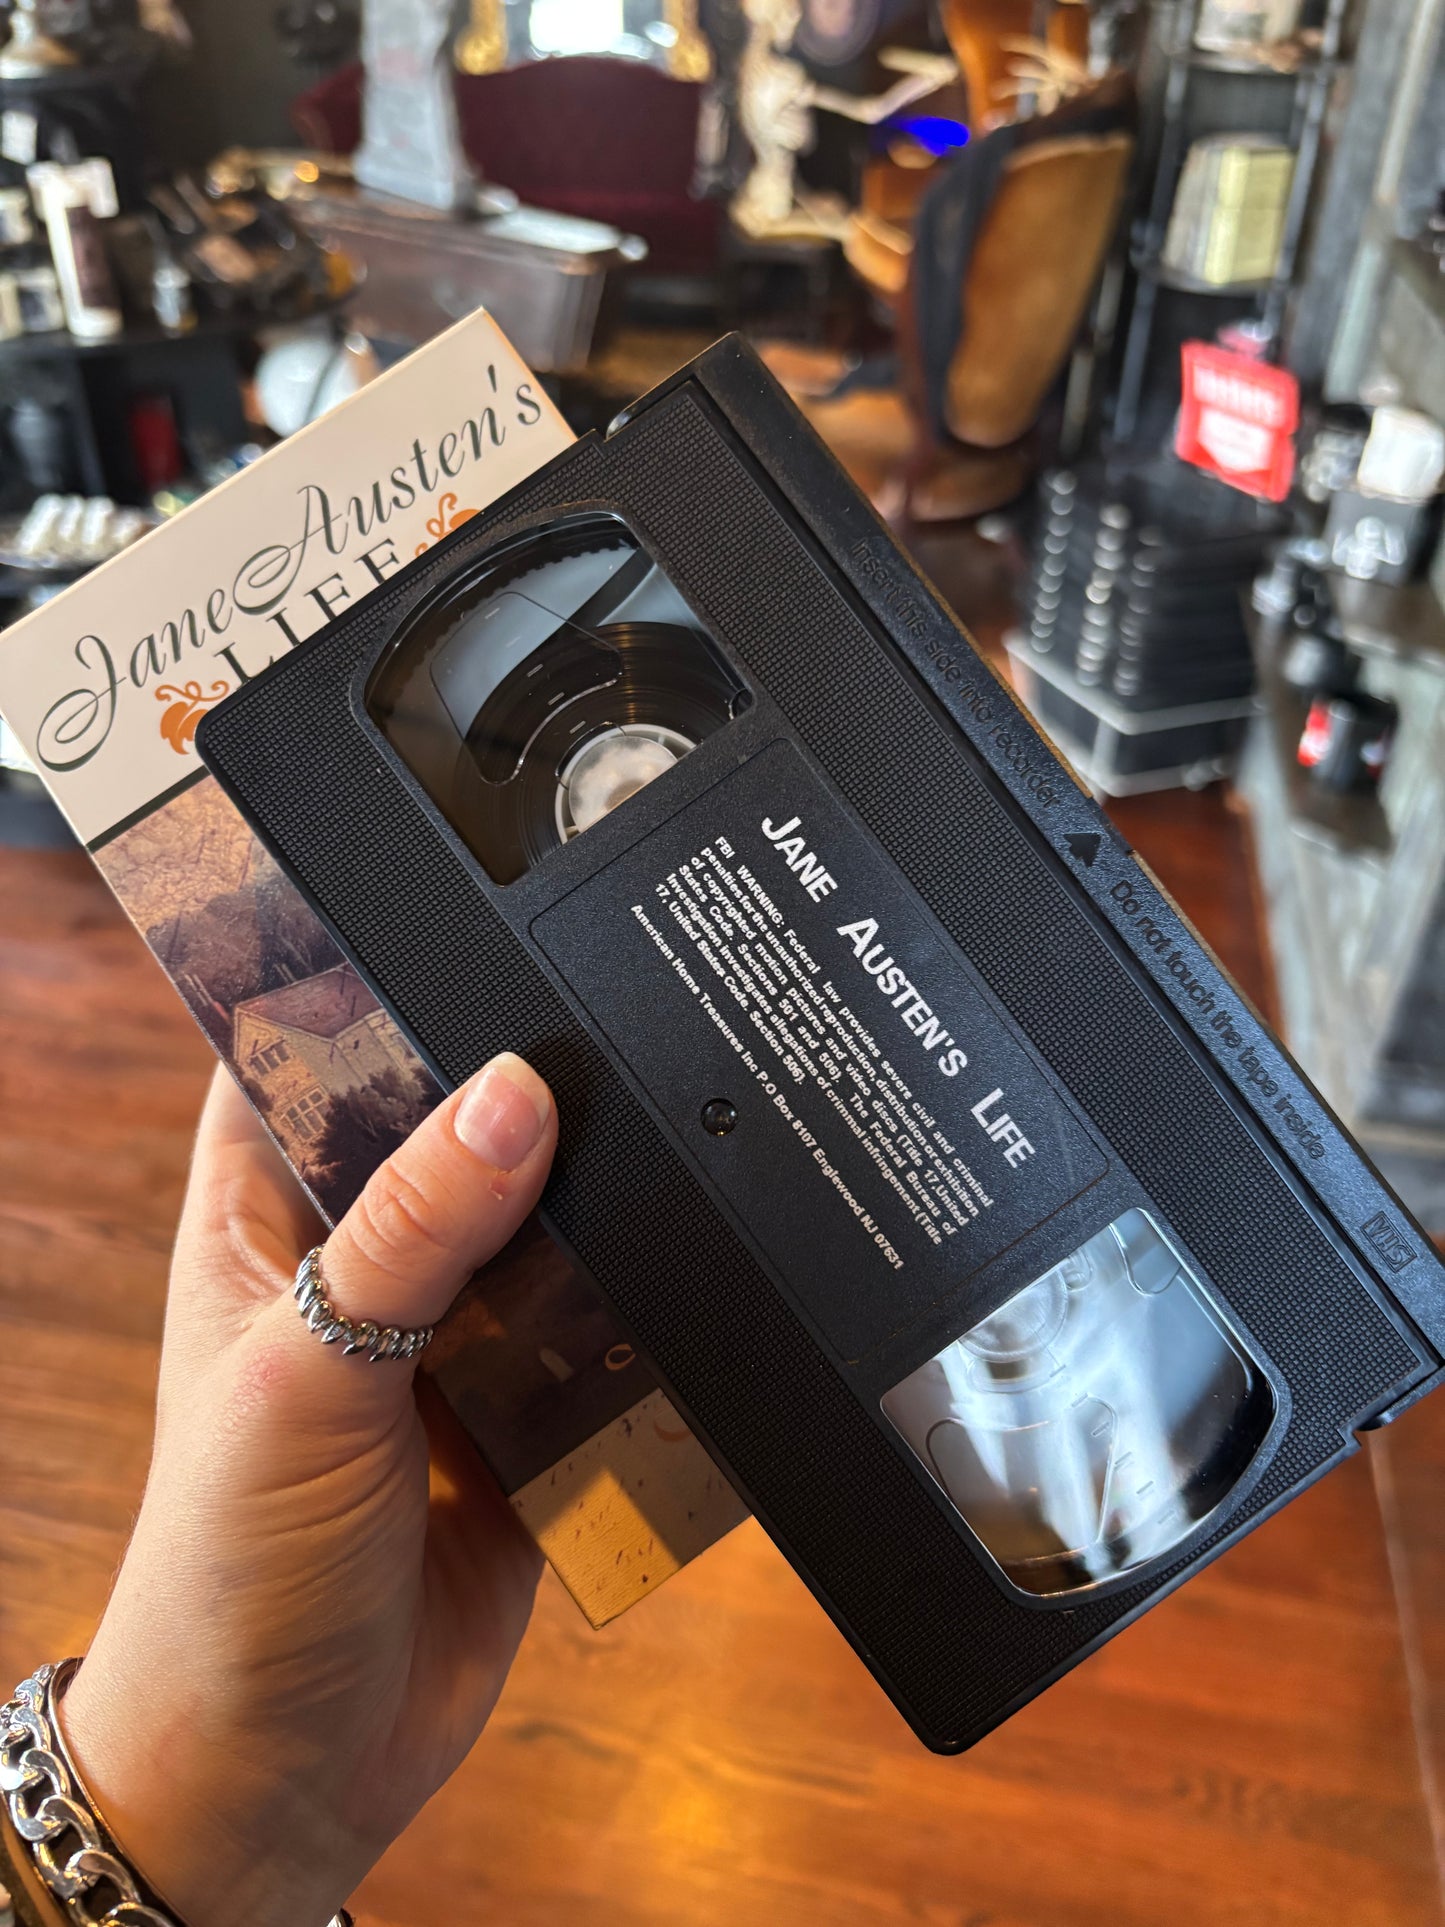 Jane Austen's
LIFE
Insert this side into recorder
Do not touch the tape inside
VHS
JANE AUSTEN'S LIFE
FBI WARNING: Federal law provides severe civil and criminal
penalties for the unauthorized reproduction, distribution or exhibition
of copyrighted motion pictures and video discs (Title 17, United
States Code, Sections 501 and 506). The Federal Bureau of
Investigation investigates allegations of criminal infringement (Title
17, United States Code, Section 506).
American Home Treasures Inc P.O Box 8107 Englewood NJ 07631